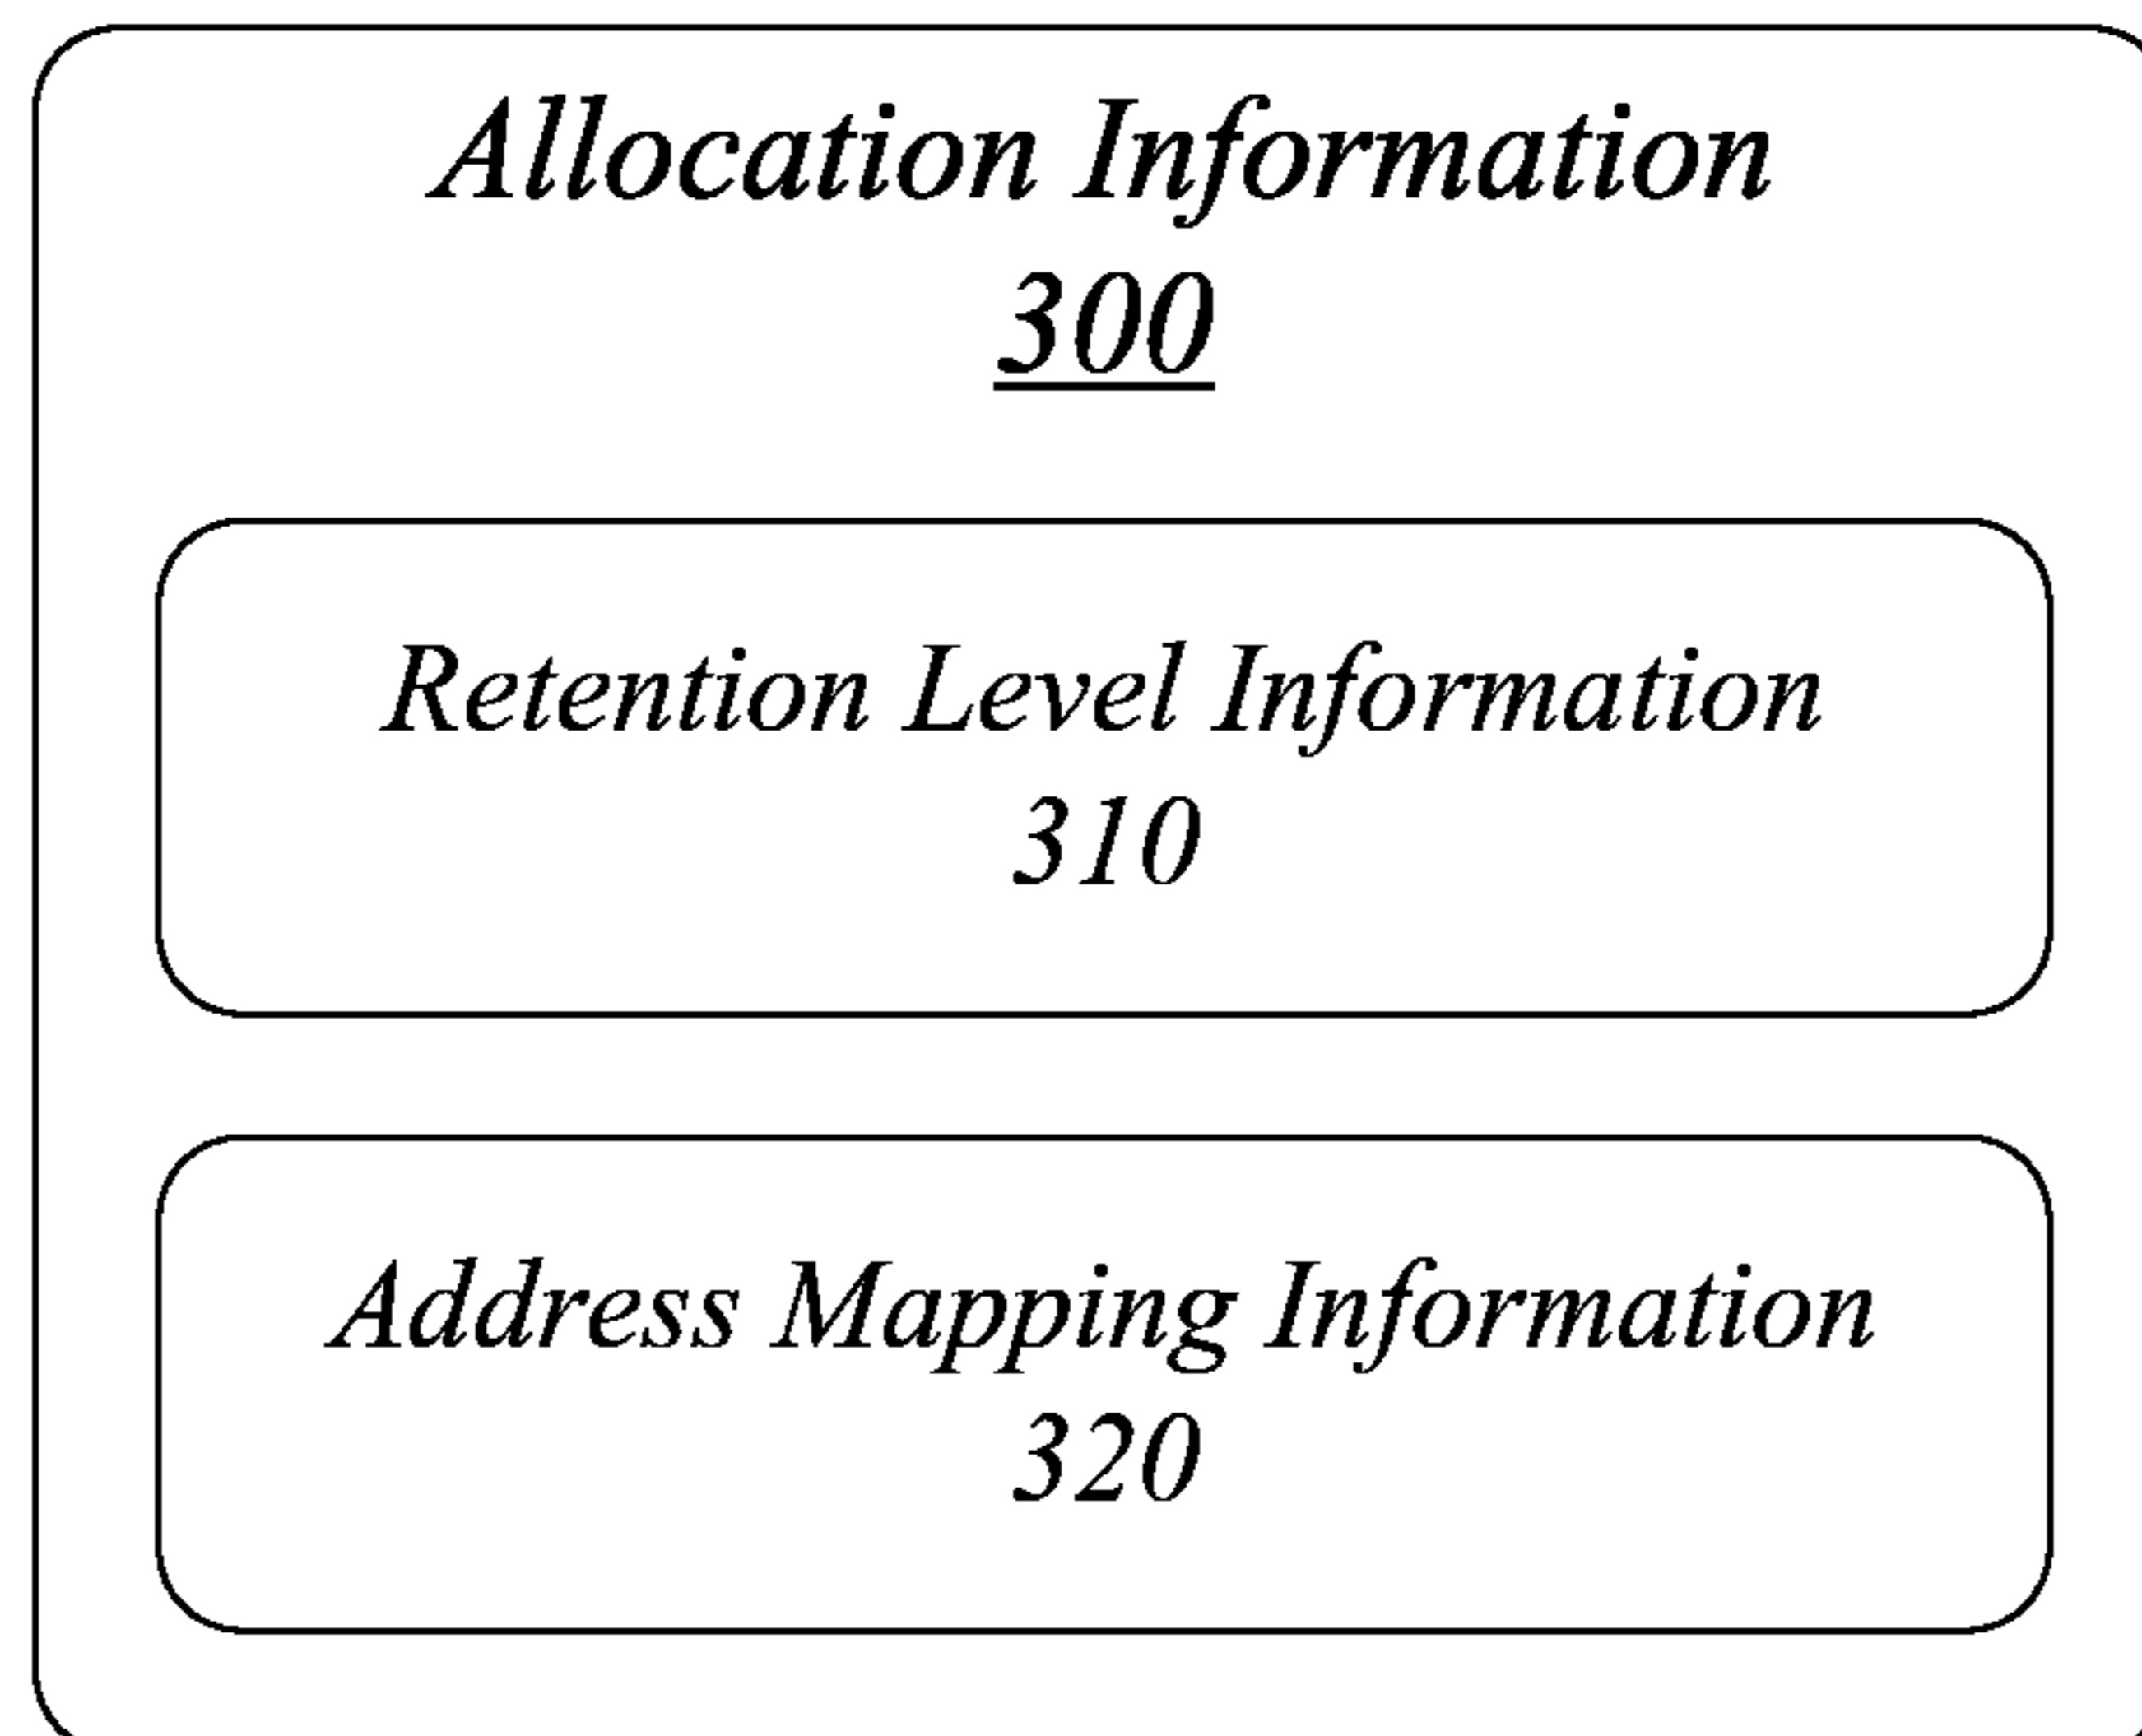 Allocation Information
300
Retention Level Information
310
Address Mapping Information
320